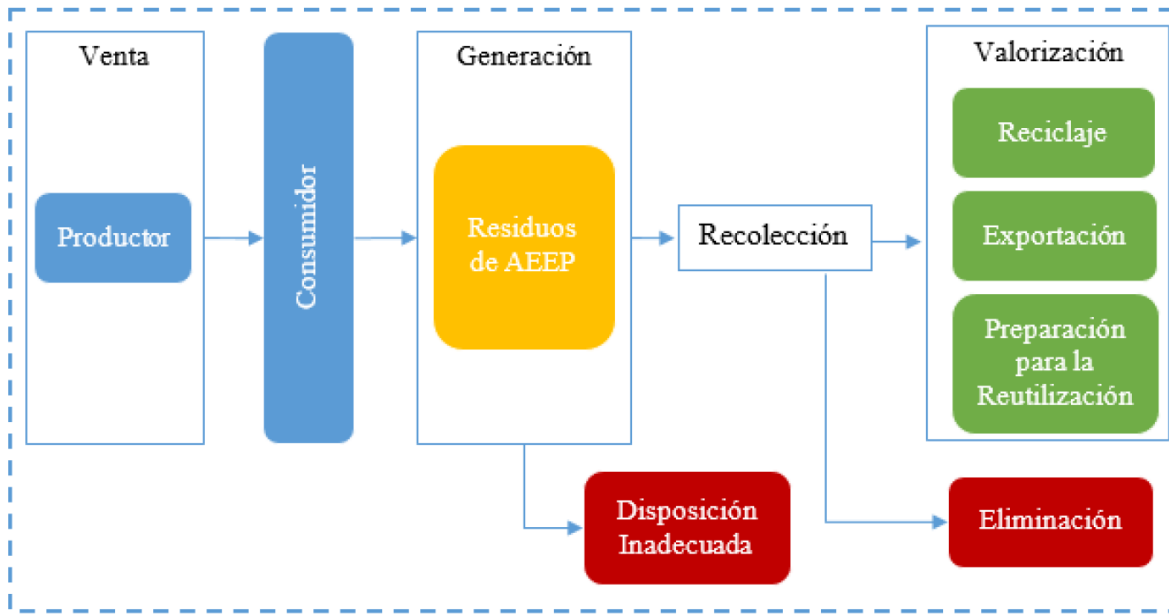 Venta
Productor
Consumidor
Generación
Residuos
de AEEP
Recolección
Valorización
Reciclaje
Exportación
Preparación
para la
Reutilización
Disposición
Inadecuada
Eliminación